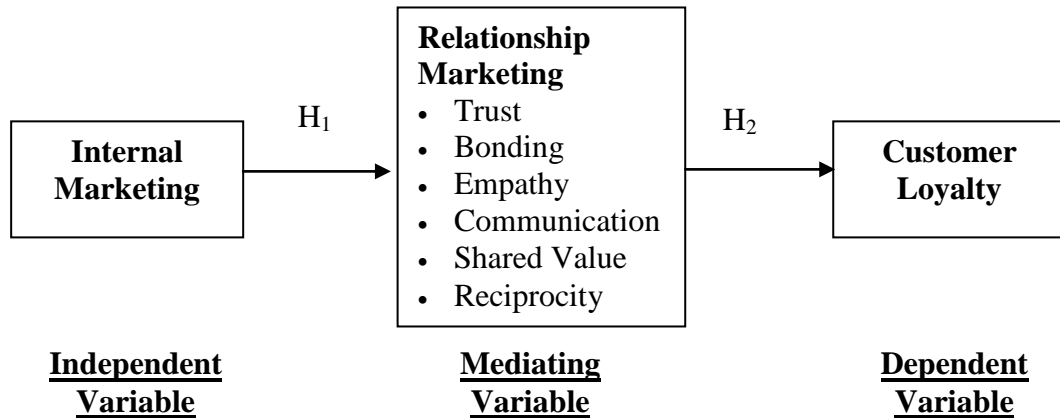 Internal
Marketing
H₁
Relationship
Marketing
• Trust
• Bonding
• Empathy
• Communication
• Shared Value
• Reciprocity
H₂
Customer
Loyalty
Independent
Variable
Mediating
Variable
Dependent
Variable